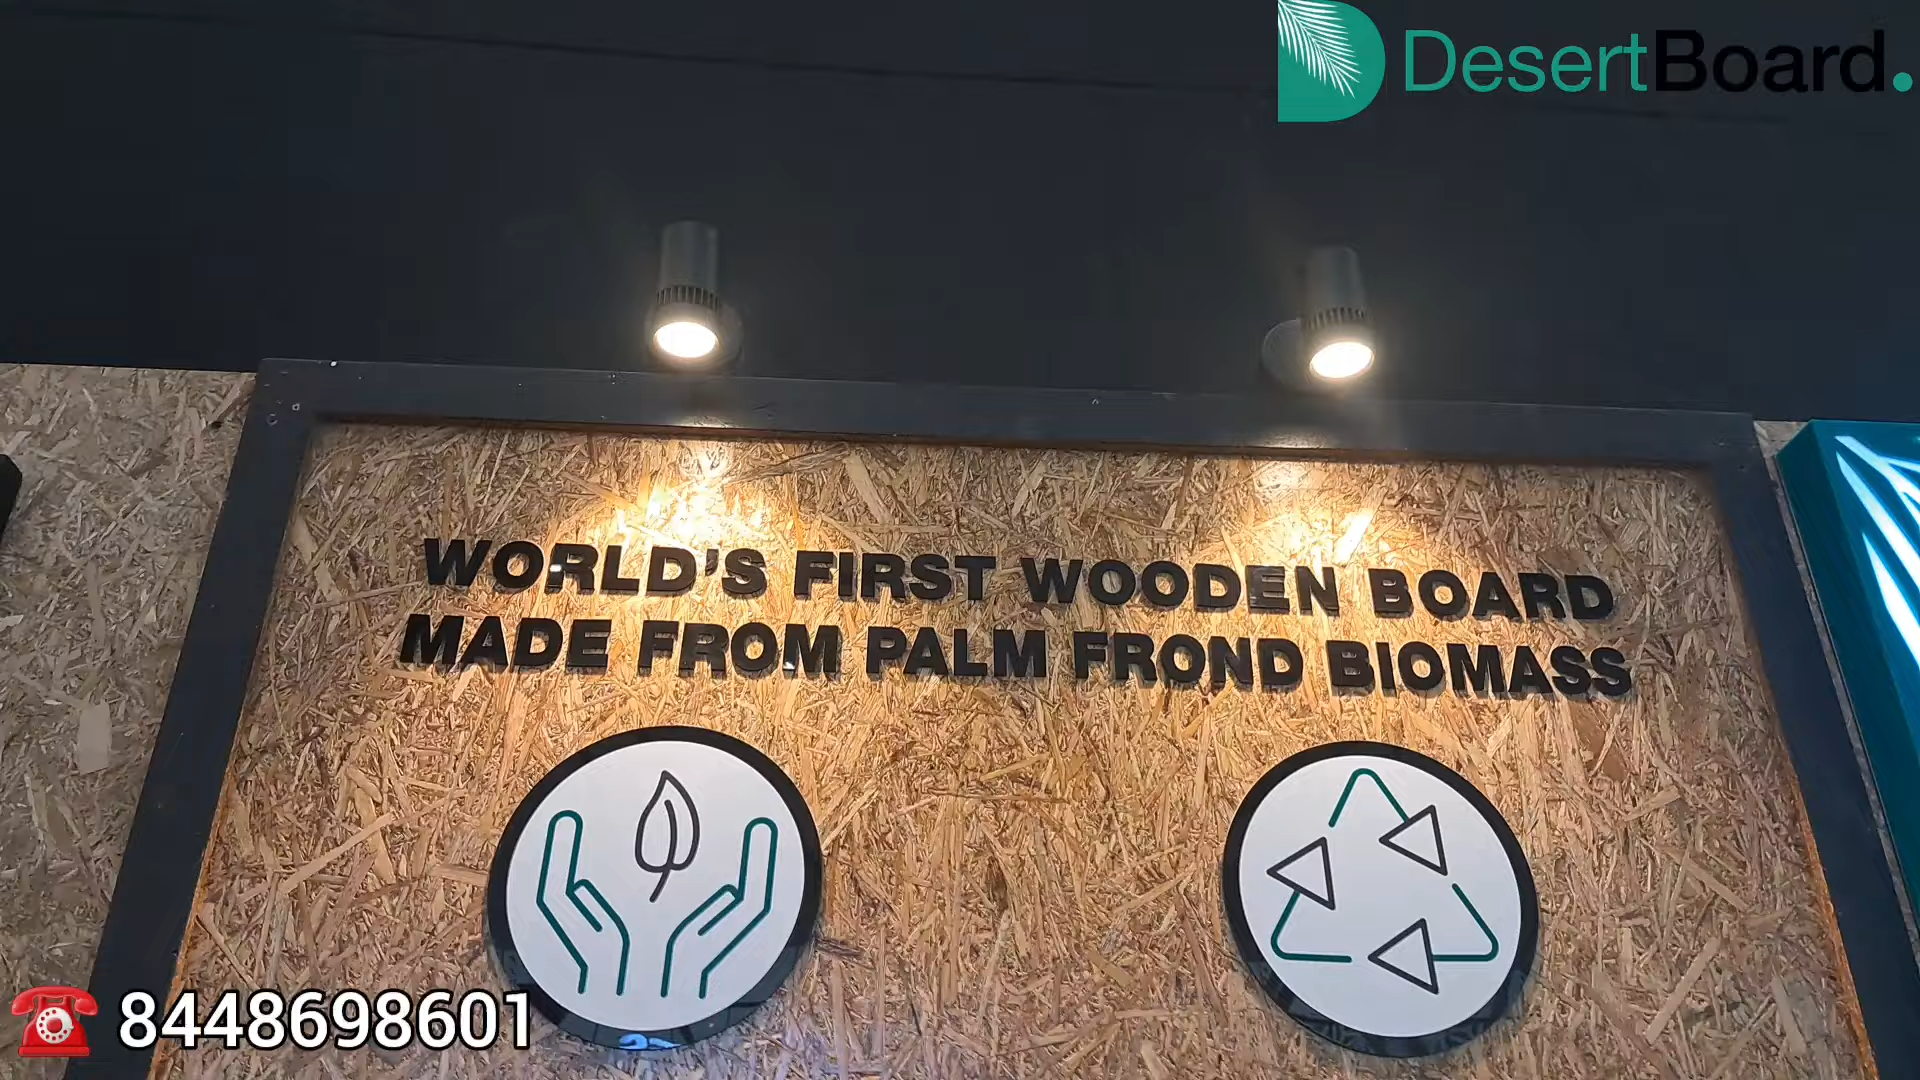 DesertBoard.
WORLD'S FIRST WOODEN BOARD
MADE FROM PALM FROND BIOMASS
8448698601